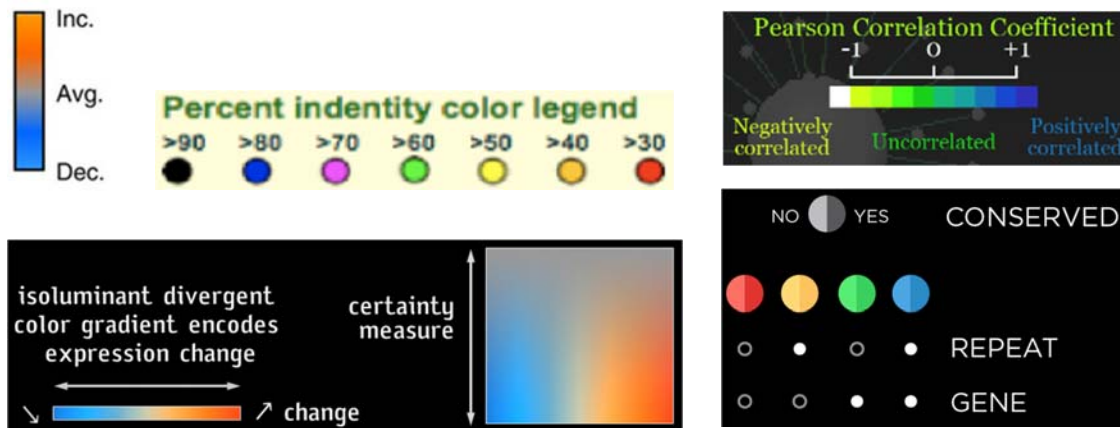 Inc.
Avg.
Dec.
Percent indentity color legend
>90 >80 >70 >60 >50 >40 >30
Pearson Correlation Coefficient
-1 0 +1
Negatively correlated
Uncorrelated
Positively correlated
isoluminant divergent
color gradient encodes
expression change
↘ ↗ change
certainty
measure
NO YES CONSERVED
REPEAT
GENE